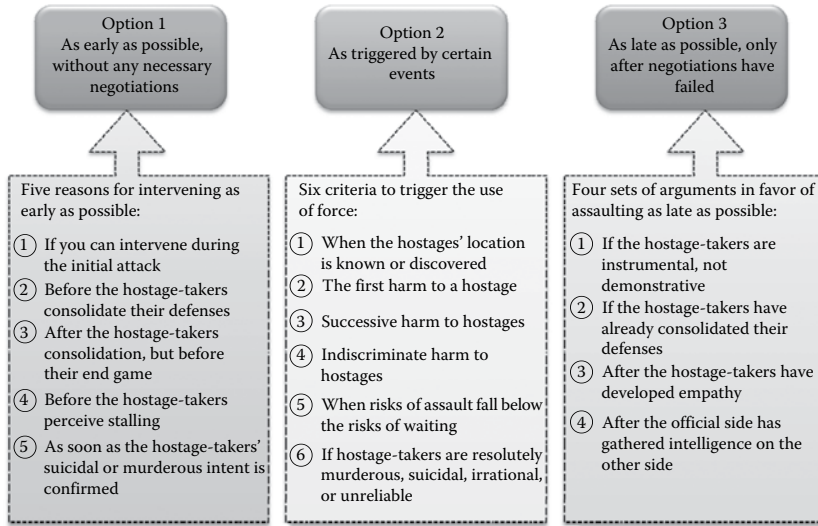 Option 1
As early as possible,
without any necessary
negotiations
Option 2
As triggered by certain
events
Option 3
As late as possible, only
after negotiations have
failed
Five reasons for intervening as
early as possible:
1 If you can intervene during
the initial attack
2 Before the hostage-takers
consolidate their defenses
3 After the hostage-takers
consolidation, but before
their end game
4 Before the hostage-takers
perceive stalling
5 As soon as the hostage-takers’
suicidal or murderous intent is
confirmed
Six criteria to trigger the use
of force:
1 When the hostages’ location
is known or discovered
2 The first harm to a hostage
3 Successive harm to hostages
4 Indiscriminate harm to
hostages
5 When risks of assault fall below
the risks of waiting
6 If hostage-takers are resolutely
murderous, suicidal, irrational,
or unreliable
Four sets of arguments in favor of
assaulting as late as possible:
1 If the hostage-takers are
instrumental, not
demonstrative
2 If the hostage-takers have
already consolidated their
defenses
3 After the hostage-takers have
developed empathy
4 After the official side has
gathered intelligence on the
other side